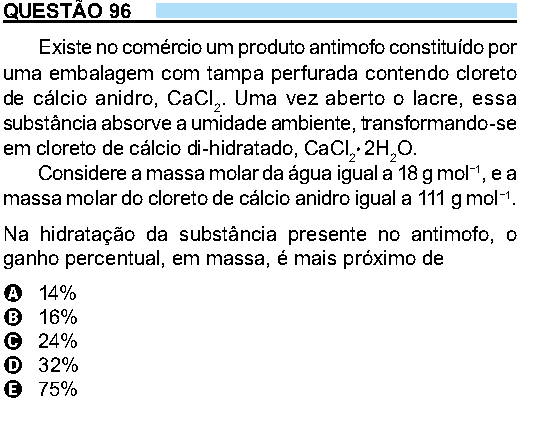 QUESTÃO 96
Existe no comércio um produto antimofo constituído por
uma embalagem com tampa perfurada contendo cloreto
de cálcio anidro, CaCl₂. Uma vez aberto o lacre, essa
substância absorve a umidade ambiente, transformando-se
em cloreto de cálcio di-hidratado, CaCl₂·2H₂O.
Considere a massa molar da água igual a 18 g mol⁻¹, e a
massa molar do cloreto de cálcio anidro igual a 111 g mol⁻¹.
Na hidratação da substância presente no antimofo, o
ganho percentual, em massa, é mais próximo de
A 14%
B 16%
C 24%
D 32%
E 75%